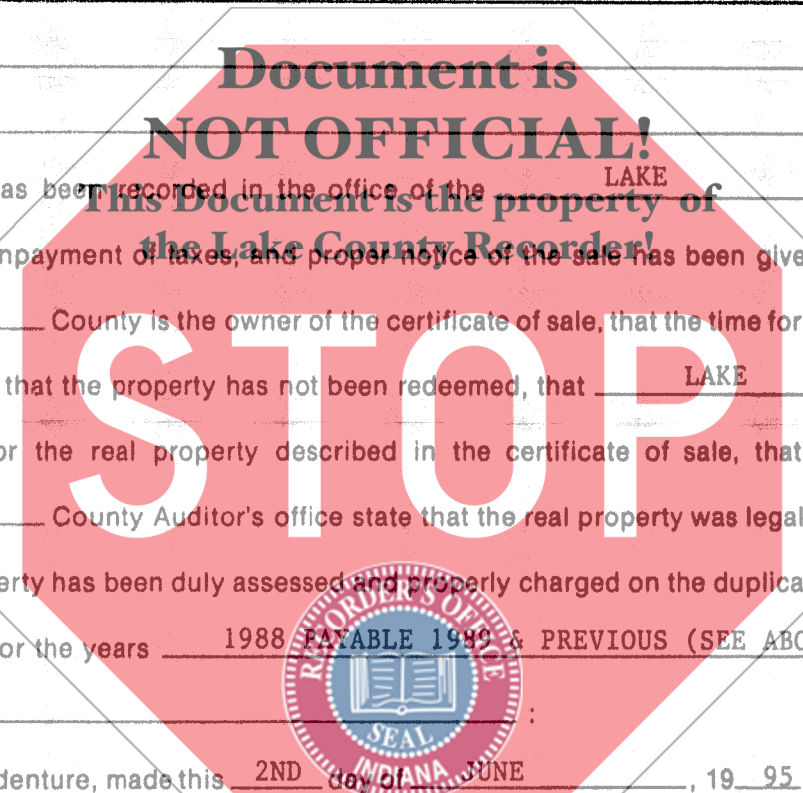 Document is
NOT OFFICIAL!
This Document is the property of
the Lake County Recorder!
as been recorded in the office of the LAKE
npayment of taxes, and proper notice of the sale has been give
County is the owner of the certificate of sale, that the time for
that the property has not been redeemed, that LAKE
STOP
or the real property described in the certificate of sale, that
County Auditor's office state that the real property was legal
erty has been duly assessed and properly charged on the duplica
or the years 1988 PAYABLE 1989 & PREVIOUS (SEE ABO
:
RECORDER'S OFFICE
SEAL
INDIANA
denture, made this 2ND day of JUNE, 19 95